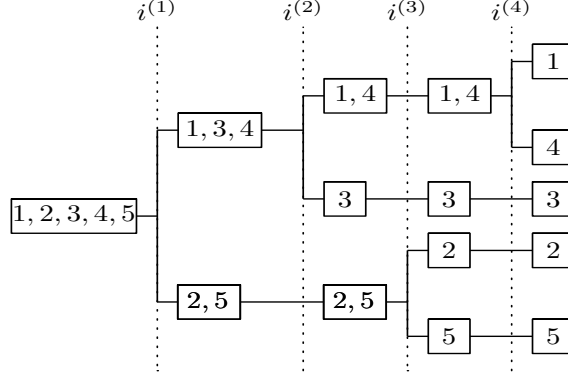 i^{(1)} i^{(2)} i^{(3)} i^{(4)}
1
1, 4 1, 4
1, 3, 4
4
3 3 3
1, 2, 3, 4, 5
2 2
2, 5 2, 5
5 5